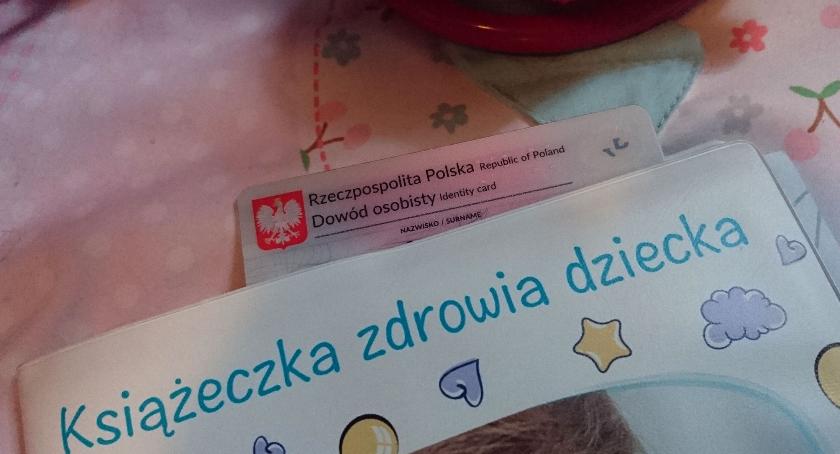 Rzeczpospolita Polska Republic of Poland
Dowód osobisty Identity card
NAZWISKO / SURNAME
Książeczka zdrowia dziecka